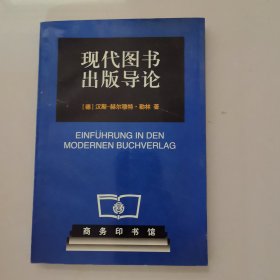 现代图书
出版导论
［德］汉斯-赫尔穆特·勒林 著
EINFÜHRUNG IN DEN
MODERNEN BUCHVERLAG
商务印书馆